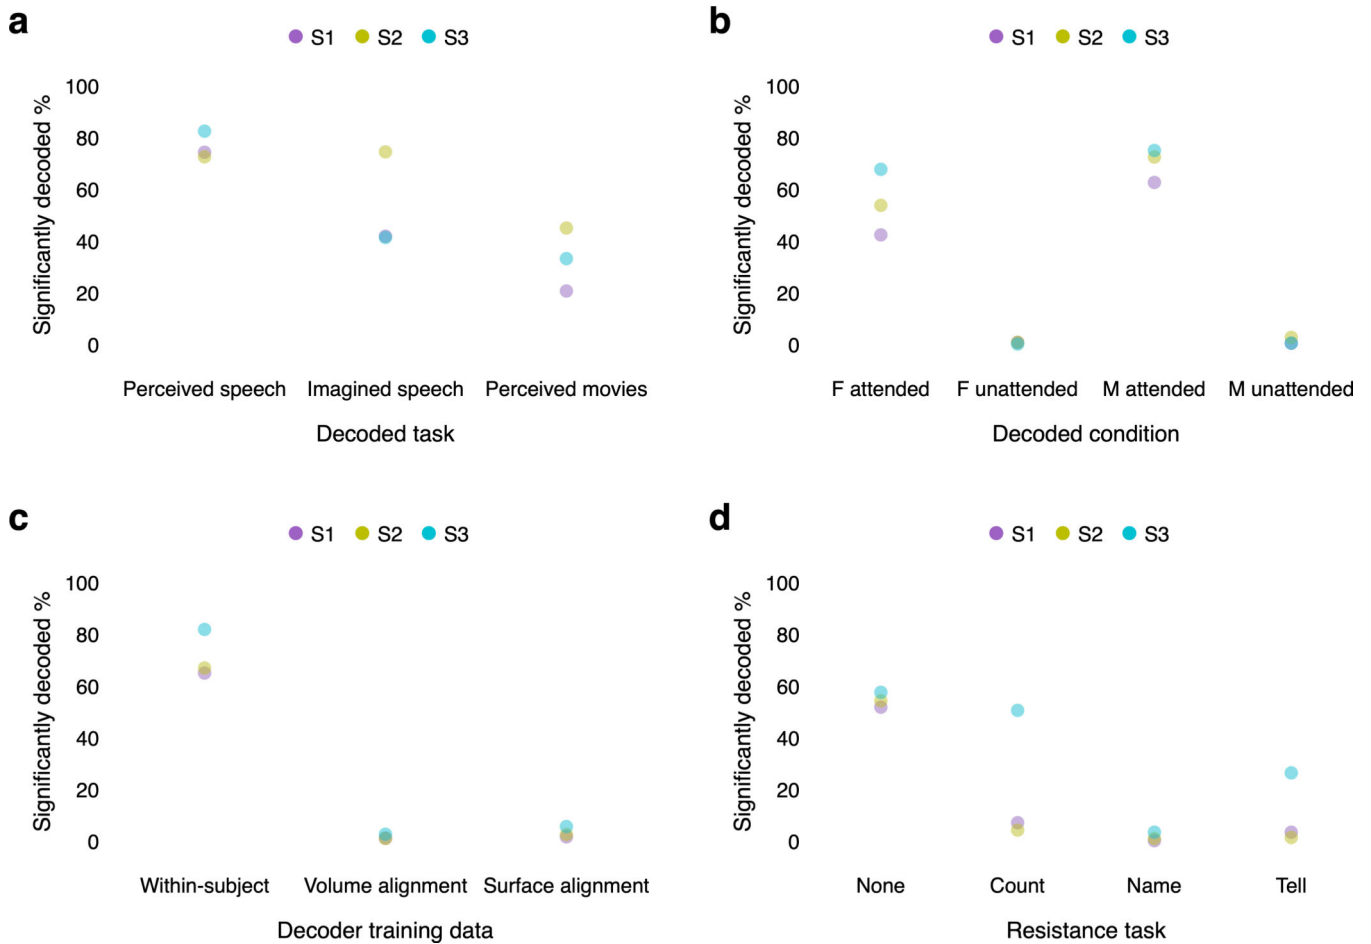 a
S1 S2 S3
Significantly decoded %
100
80
60
40
20
0
Perceived speech Imagined speech Perceived movies
Decoded task
b
S1 S2 S3
Significantly decoded %
100
80
60
40
20
0
F attended F unattended M attended M unattended
Decoded condition
c
S1 S2 S3
Significantly decoded %
100
80
60
40
20
0
Within-subject Volume alignment Surface alignment
Decoder training data
d
S1 S2 S3
Significantly decoded %
100
80
60
40
20
0
None Count Name Tell
Resistance task